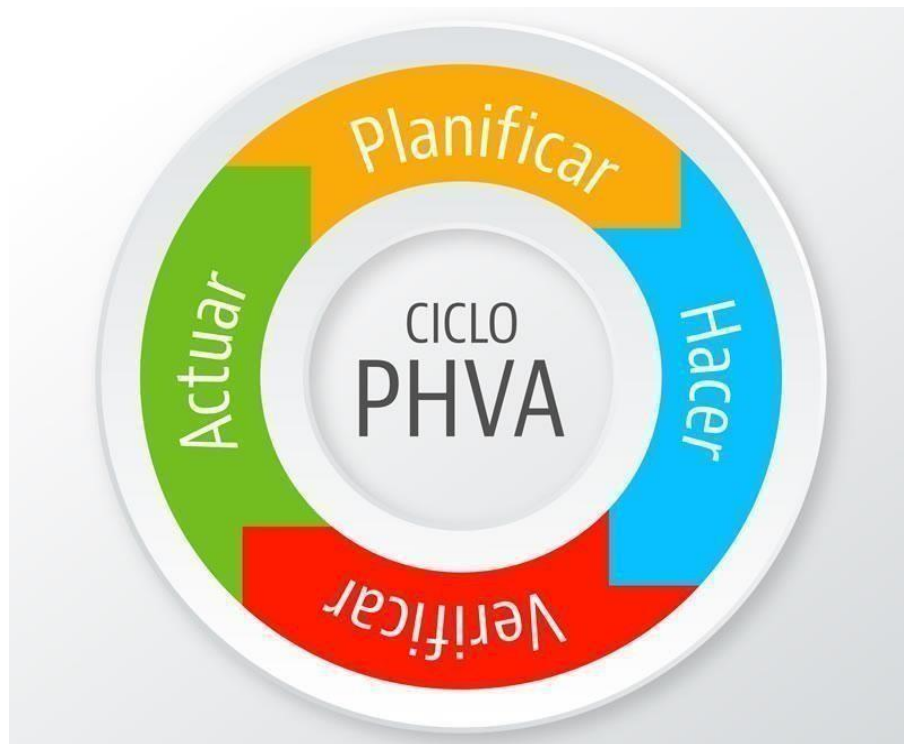 Planificar
Hacer
Verificar
Actuar
CICLO
PHVA